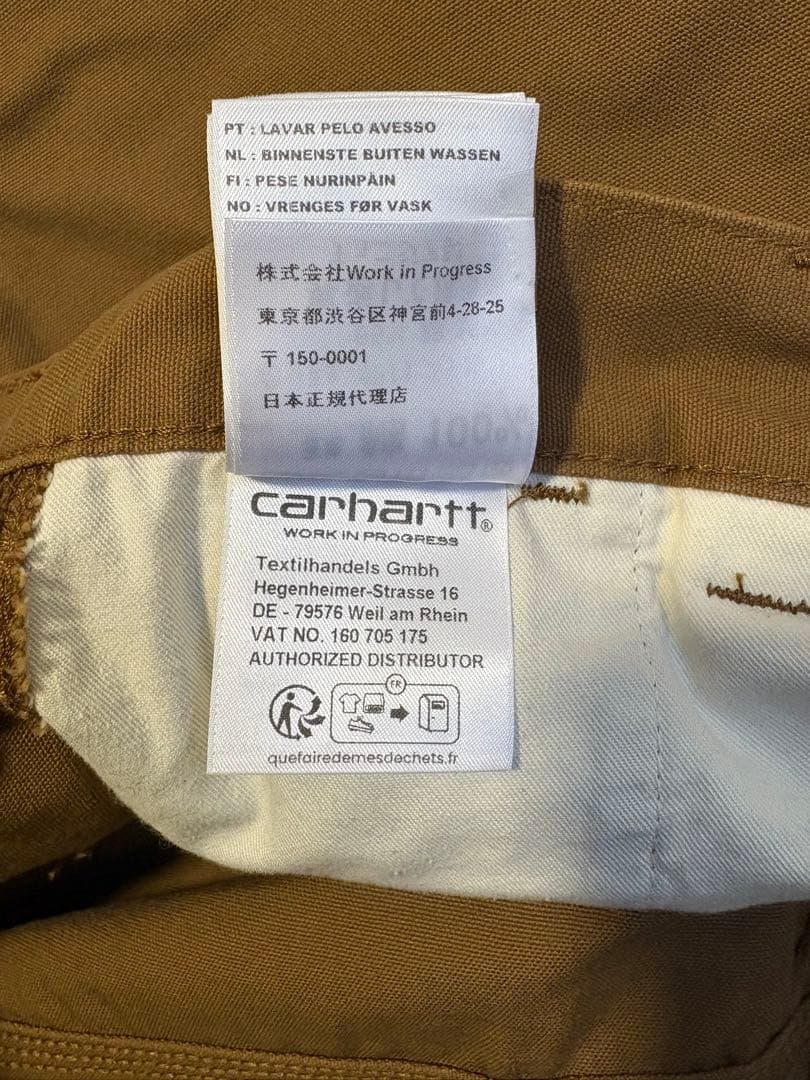 PT : LAVAR PELO AVESSO
NL : BINNENSTE BUITEN WASSEN
FI : PESE NURINPÄIN
NO : VRENGES FØR VASK
株式会社Work in Progress
東京都渋谷区神宮前4-28-25
〒 150-0001
日本正規代理店
carhartt®
WORK IN PROGRESS
Textilhandels Gmbh
Hegenheimer-Strasse 16
DE - 79576 Weil am Rhein
VAT NO. 160 705 175
AUTHORIZED DISTRIBUTOR
FR
quefairedemesdechets.fr